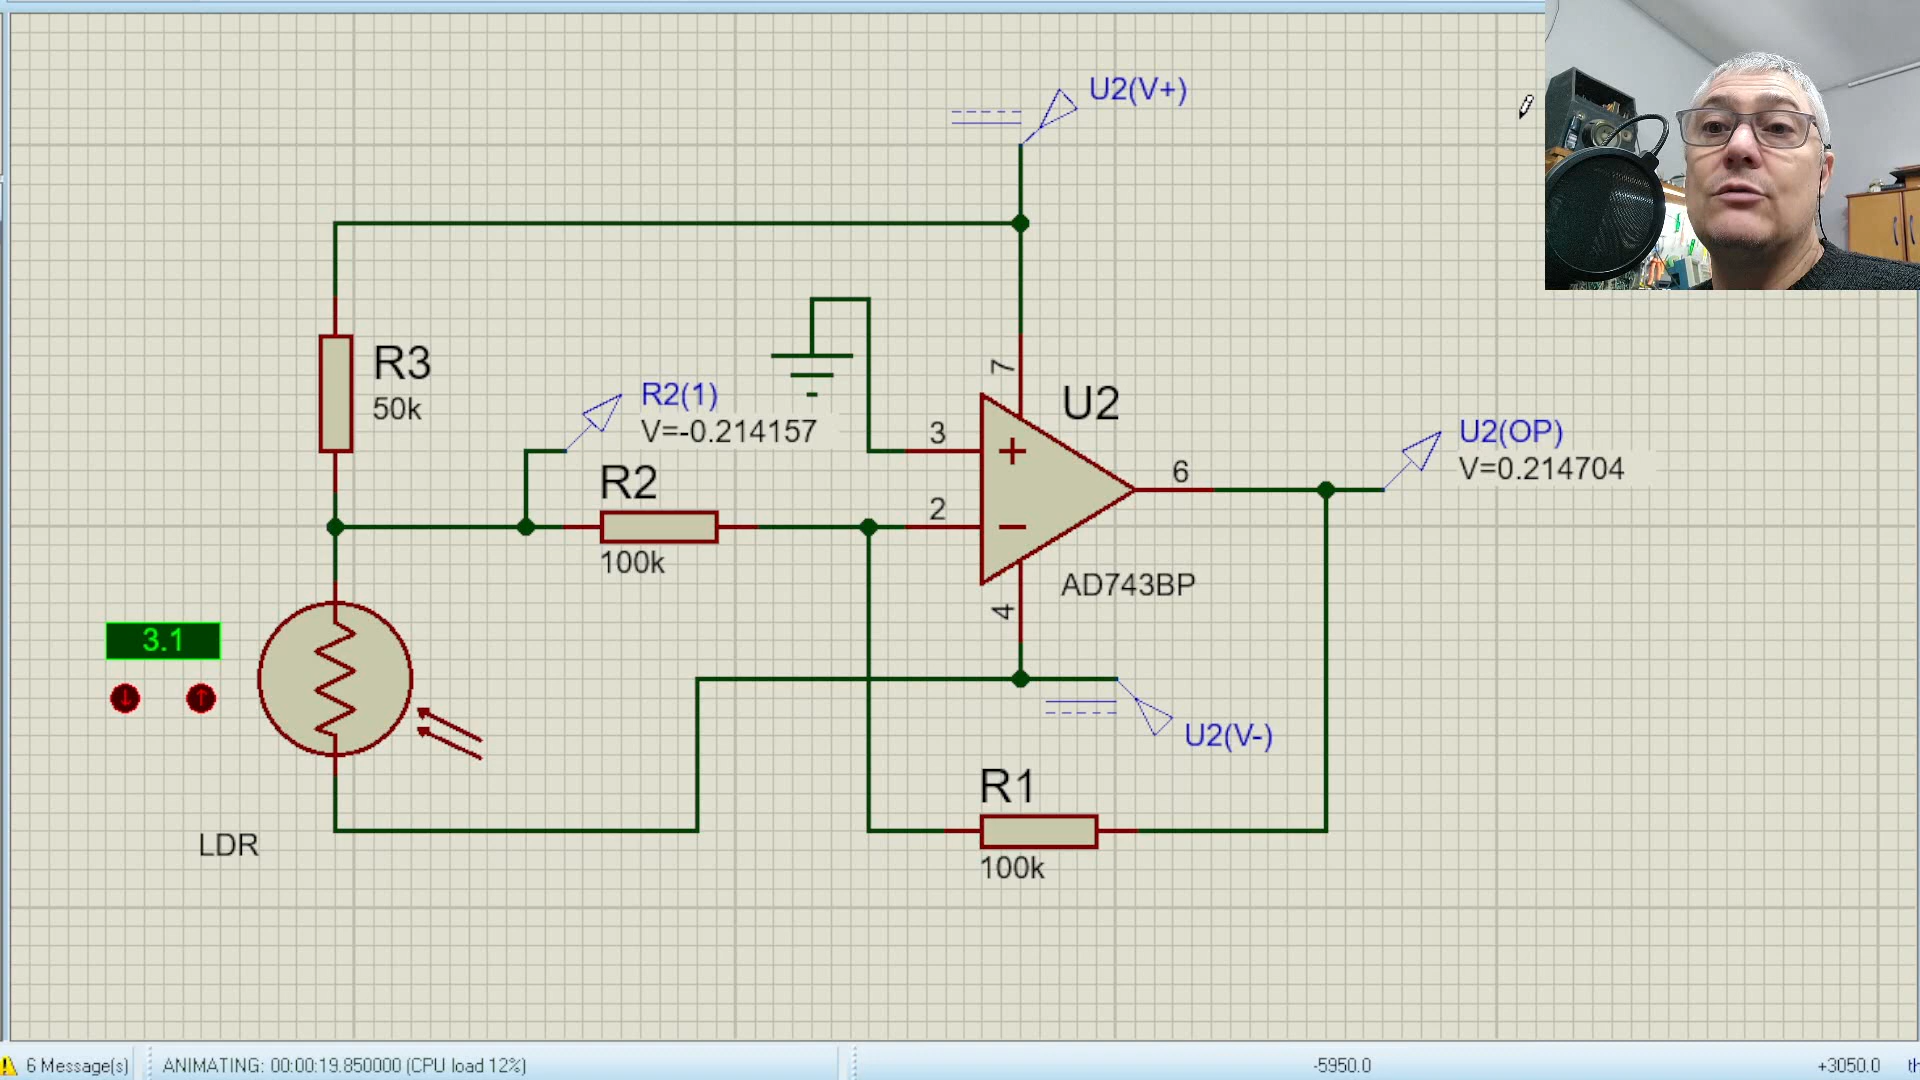 U2(V+)
R3
50k
R2(1)
V=-0.214157
R2
100k
3
2
7
4
6
U2
AD743BP
U2(OP)
V=0.214704
3.1
U2(V-)
R1
100k
LDR
6 Message(s)
ANIMATING: 00:00:19.850000 (CPU load 12%)
-5950.0
+3050.0
th